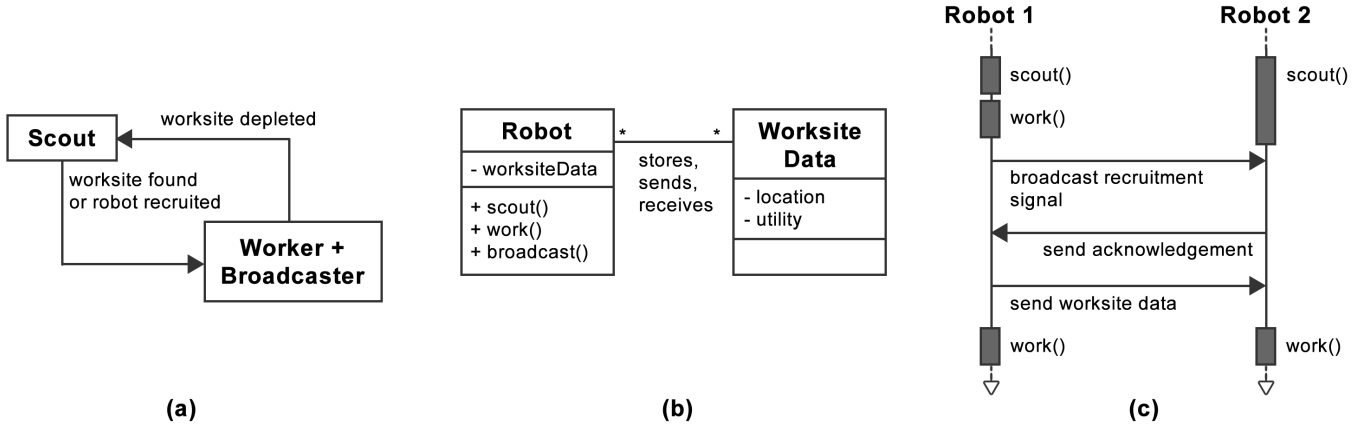 Scout
worksite depleted
worksite found
or robot recruited
Worker +
Broadcaster
(a)
Robot
- worksiteData
+ scout()
+ work()
+ broadcast()
* *
stores,
sends,
receives
Worksite
Data
- location
- utility
(b)
Robot 1 Robot 2
scout() scout()
work()
broadcast recruitment
signal
send acknowledgement
send worksite data
work() work()
(c)